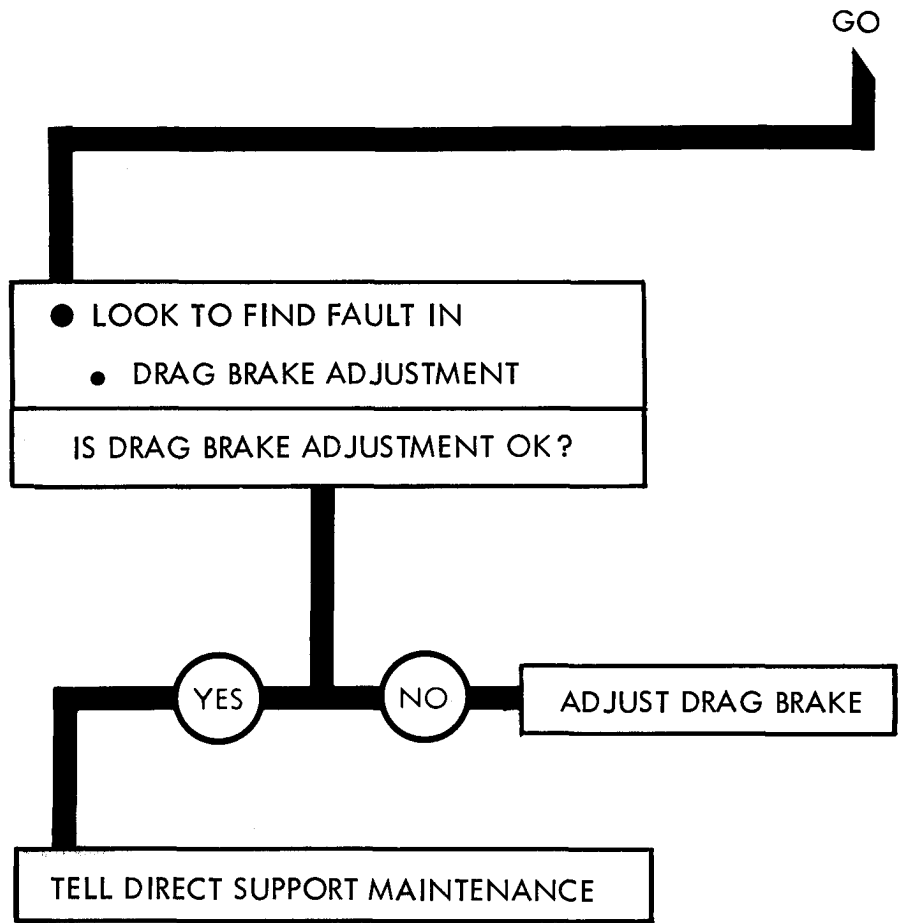 GO
● LOOK TO FIND FAULT IN
● DRAG BRAKE ADJUSTMENT
IS DRAG BRAKE ADJUSTMENT OK?
YES
NO
ADJUST DRAG BRAKE
TELL DIRECT SUPPORT MAINTENANCE